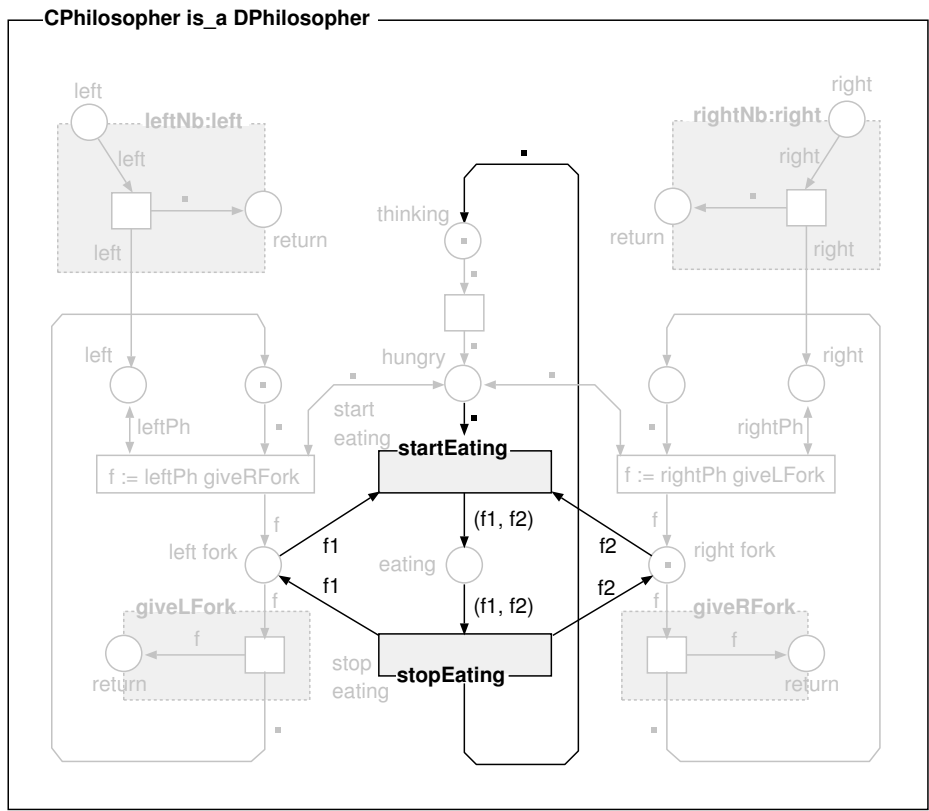 CPhilosopher is_a DPhilosopher
left
right
leftNb:left
rightNb:right
left
right
thinking
return
return
left
right
hungry
left
right
start
eating
leftPh
rightPh
startEating
f := leftPh giveRFork
f := rightPh giveLFork
f
(f1, f2)
f
left fork
f1
f2
right fork
eating
f1
f2
f
(f1, f2)
f
giveLFork
giveRFork
f
f
stop
eating
return
stopEating
return